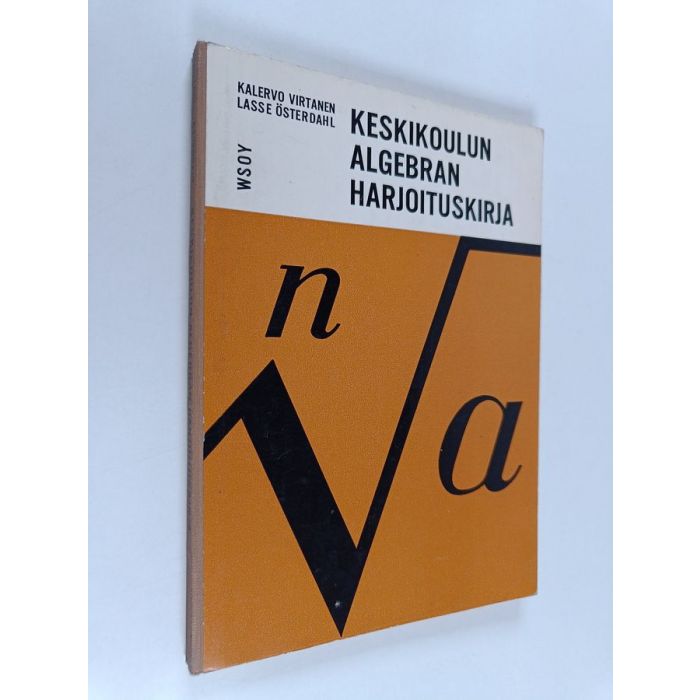 KALERVO VIRTANEN
LASSE ÖSTERDAHL
WSOY
KESKIKOULUN
ALGEBRAN
HARJOITUSKIRJA
n
√a